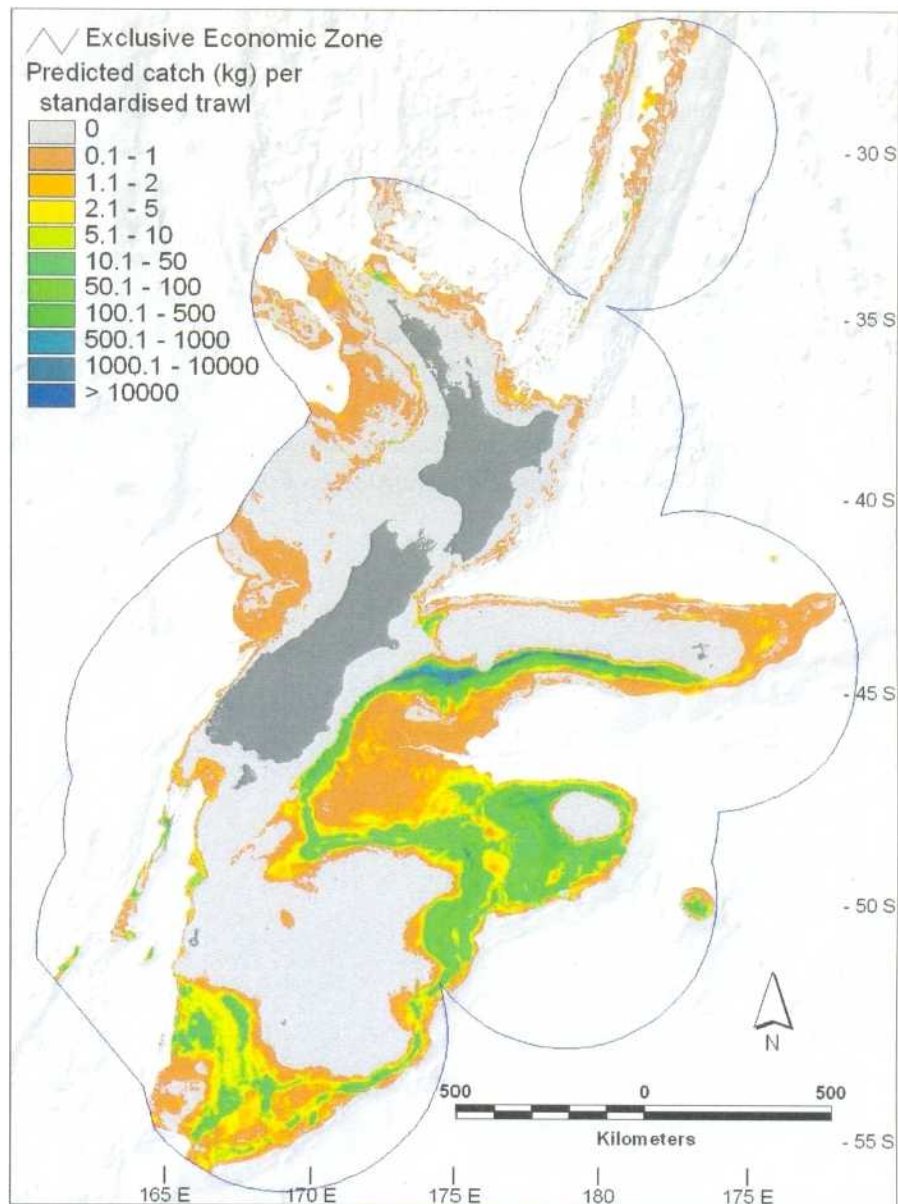 Exclusive Economic Zone
Predicted catch (kg) per
standardised trawl
0
0.1 - 1
1.1 - 2
2.1 - 5
5.1 - 10
10.1 - 50
50.1 - 100
100.1 - 500
500.1 - 1000
1000.1 - 10000
> 10000
- 30 S
- 35 S
- 40 S
- 45 S
- 50 S
- 55 S
N
500 0 500
Kilometers
165 E 170 E 175 E 180 175 E